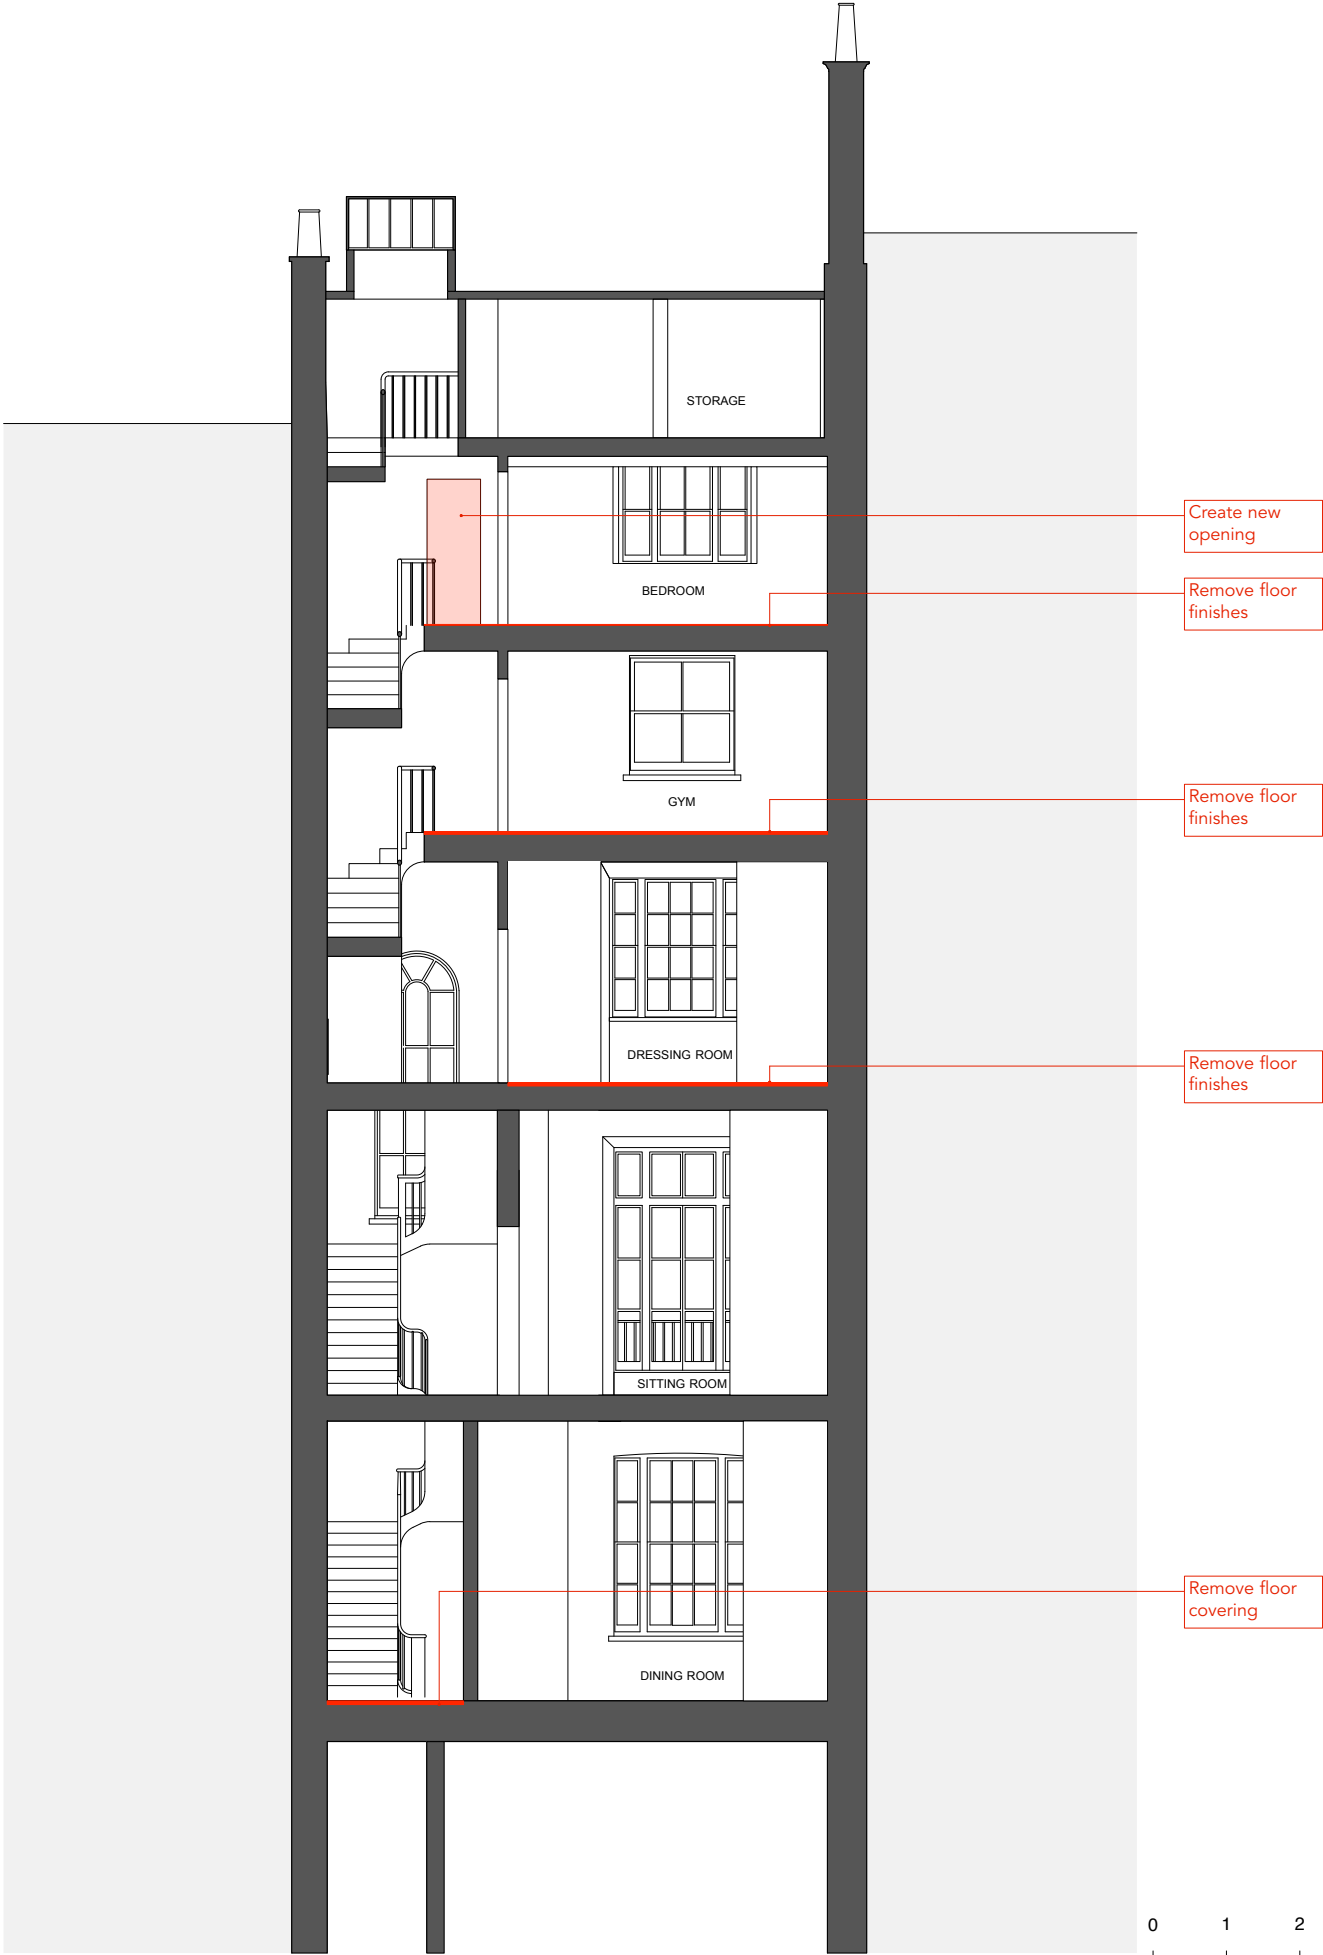 STORAGE
Create new
opening
BEDROOM
Remove floor
finishes
GYM
Remove floor
finishes
DRESSING ROOM
Remove floor
finishes
SITTING ROOM
Remove floor
covering
DINING ROOM
0 1 2